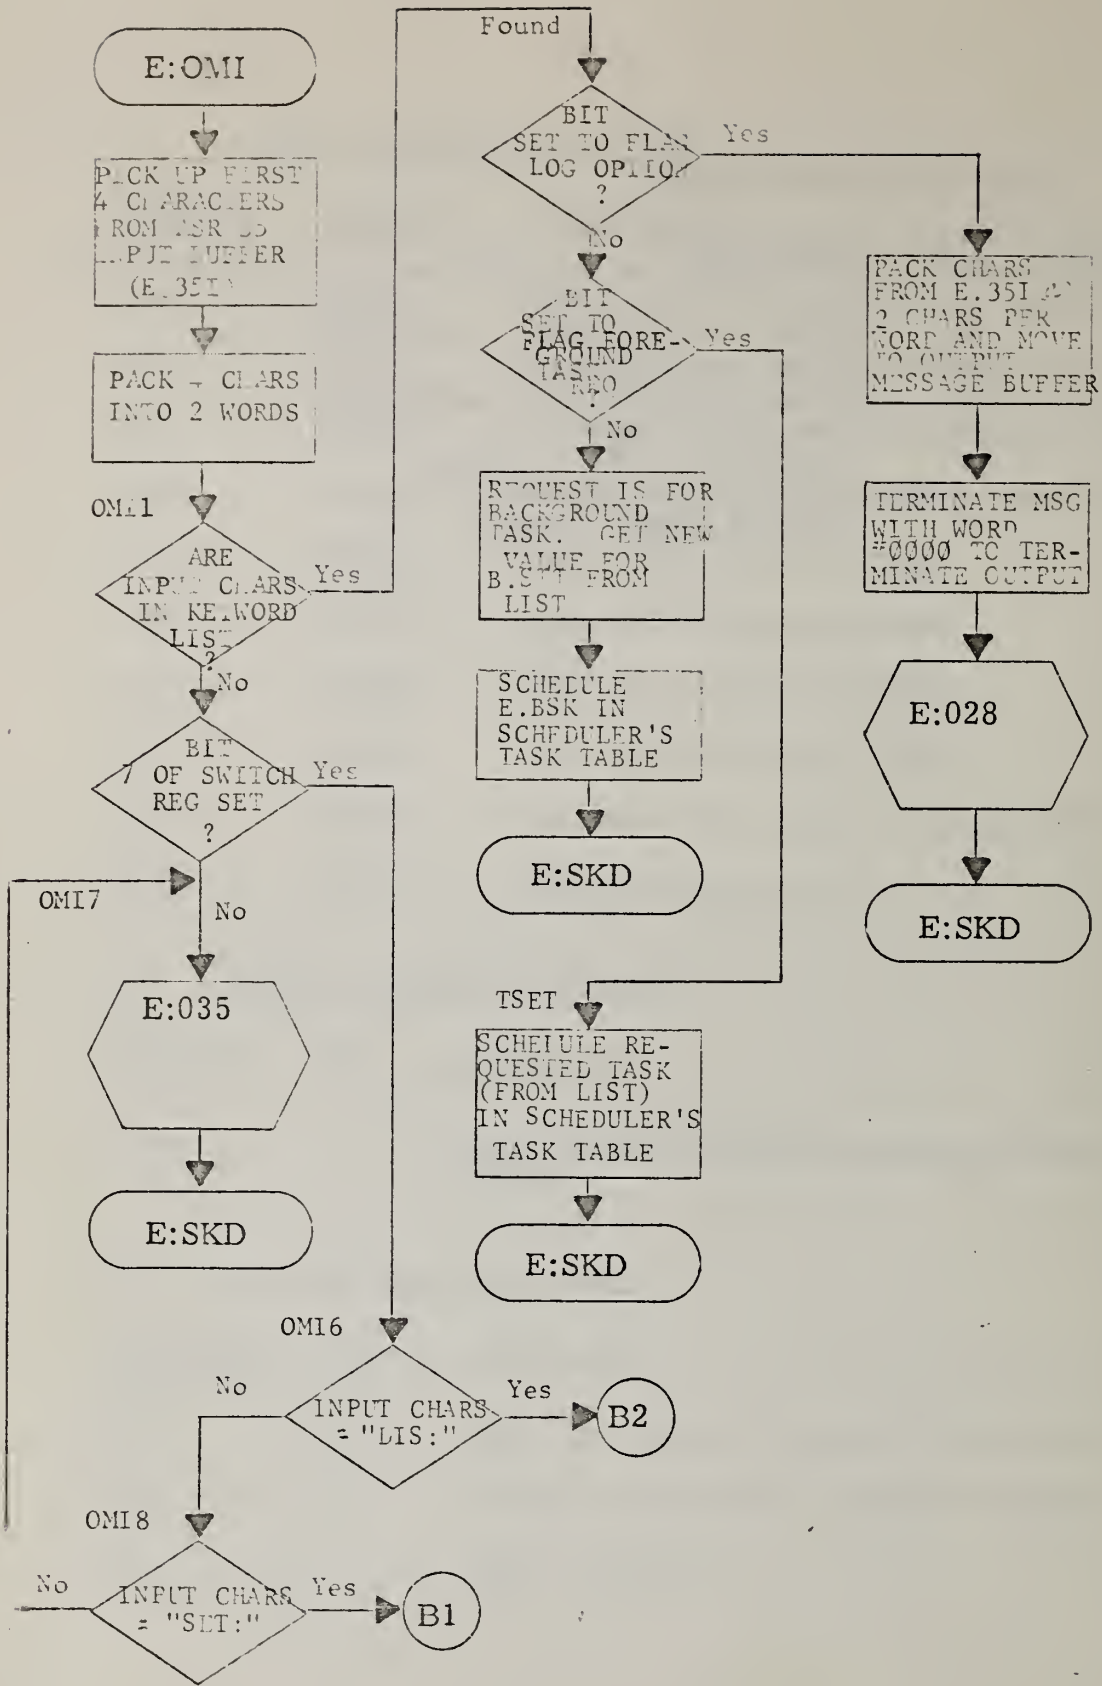 E:OMI
PICK UP FIRST
4 CHARACTERS
FROM ASR 35
INPUT BUFFER
(E.35I)
PACK 4 CHARS
INTO 2 WORDS
OMI1
ARE
INPUT CHARS
IN KEYWORD
LIST
?
Yes
No
BIT
7 OF SWITCH
REG SET
?
Yes
OMI7
No
E:035
E:SKD
OMI6
INPUT CHARS
= "LIS:"
No
Yes
B2
OMI8
INPUT CHARS
= "SET:"
No
Yes
B1
Found
BIT
SET TO FLAG
LOG OPTION
?
Yes
No
BIT
SET TO
FLAG FORE-
GROUND
TASK
REQ
?
Yes
No
REQUEST IS FOR
BACKGROUND
TASK. GET NEW
VALUE FOR
FROM
LIST
SCHEDULE
E.BSK IN
SCHEDULER'S
TASK TABLE
E:SKD
TSET
SCHEDULE RE-
QUESTED TASK
(FROM LIST)
IN SCHEDULER'S
TASK TABLE
E:SKD
PACK CHARS
FROM E.35I
2 CHARS PER
WORD AND MOVE
TO OUTPUT
MESSAGE BUFFER
TERMINATE MSG
WITH WORD
#0000 TO TER-
MINATE OUTPUT
E:028
E:SKD